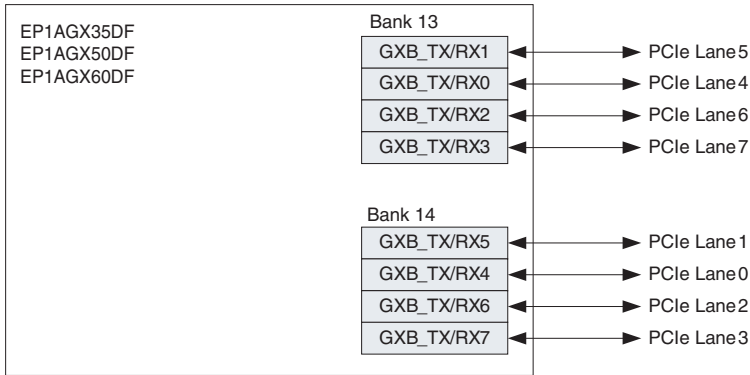 EP1AGX35DF
EP1AGX50DF
EP1AGX60DF
Bank 13
GXB_TX/RX1 PCIe Lane 5
GXB_TX/RX0 PCIe Lane 4
GXB_TX/RX2 PCIe Lane 6
GXB_TX/RX3 PCIe Lane 7
Bank 14
GXB_TX/RX5 PCIe Lane 1
GXB_TX/RX4 PCIe Lane 0
GXB_TX/RX6 PCIe Lane 2
GXB_TX/RX7 PCIe Lane 3